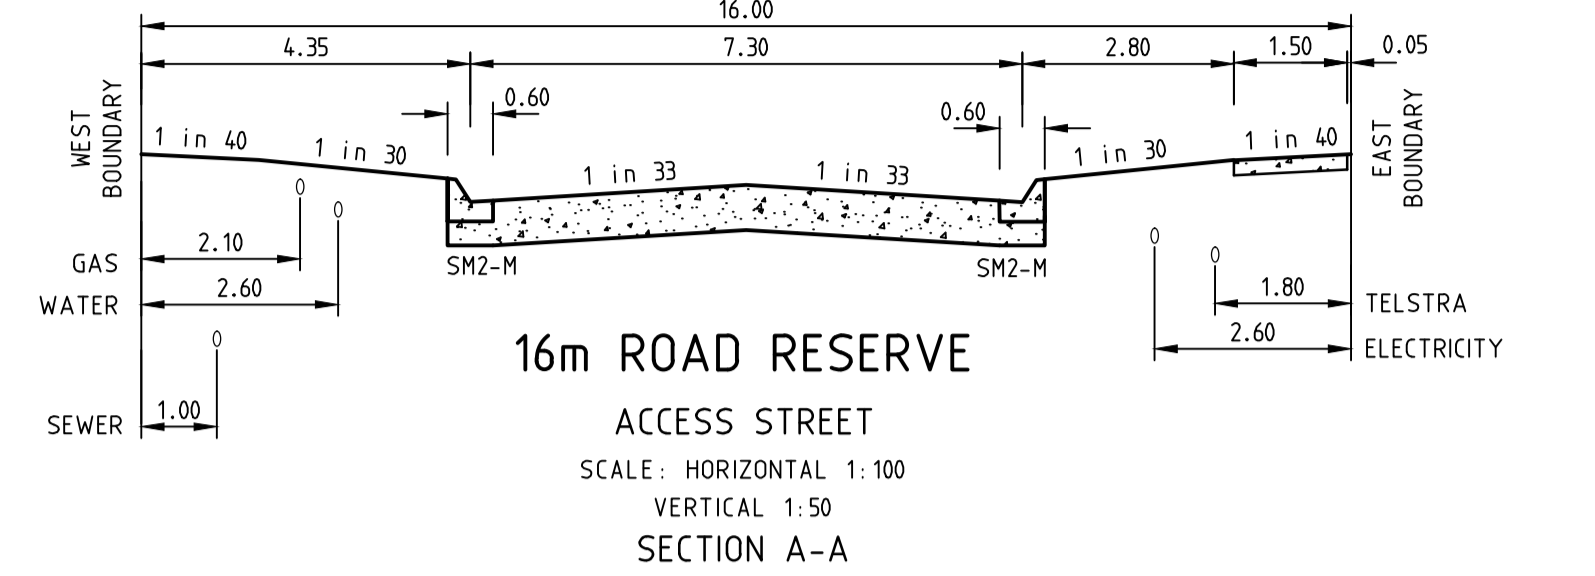 16.00
4.35
7.30
2.80
1.50
0.05
WEST
BOUNDARY
0.60
0.60
EAST
BOUNDARY
1 in 40
1 in 30
1 in 33
1 in 33
1 in 30
1 in 40
GAS
2.10
SM2-M
SM2-M
WATER
2.60
1.80
TELSTRA
2.60
ELECTRICITY
SEWER
1.00
16m ROAD RESERVE
ACCESS STREET
SCALE: HORIZONTAL 1:100
VERTICAL 1:50
SECTION A-A